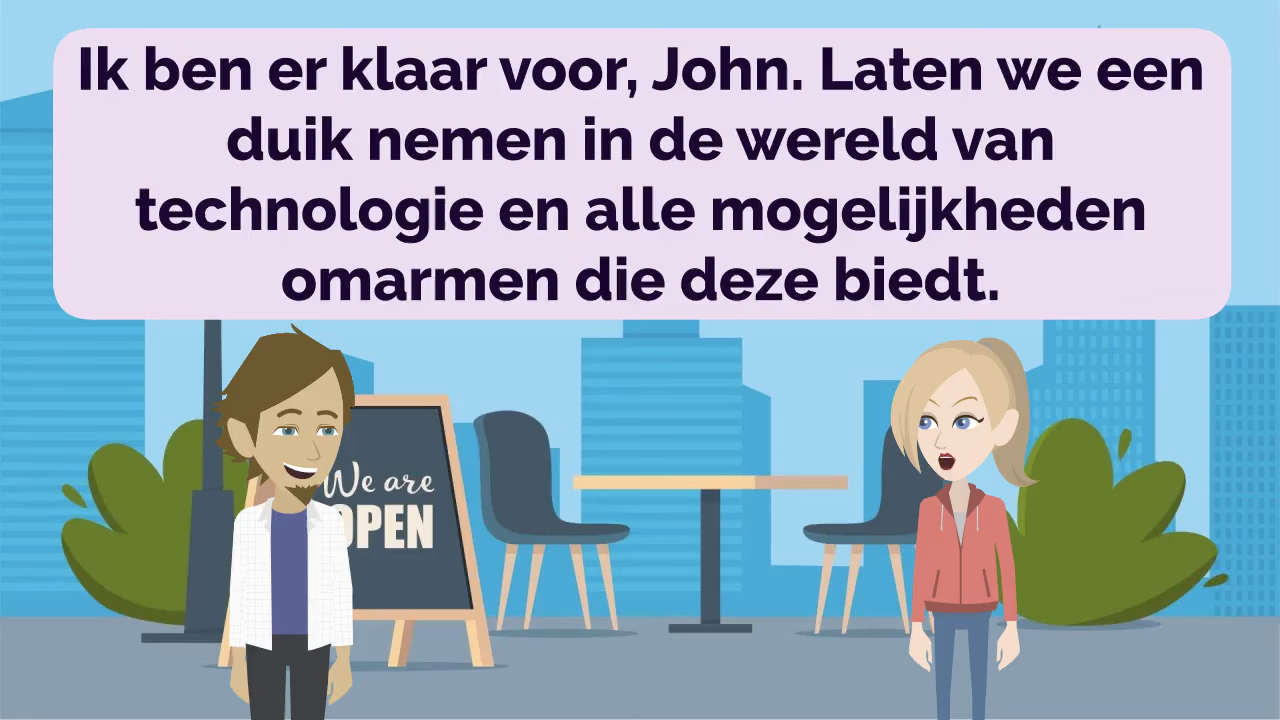 Ik ben er klaar voor, John. Laten we een
duik nemen in de wereld van
technologie en alle mogelijkheden
omarmen die deze biedt.
We are
OPEN